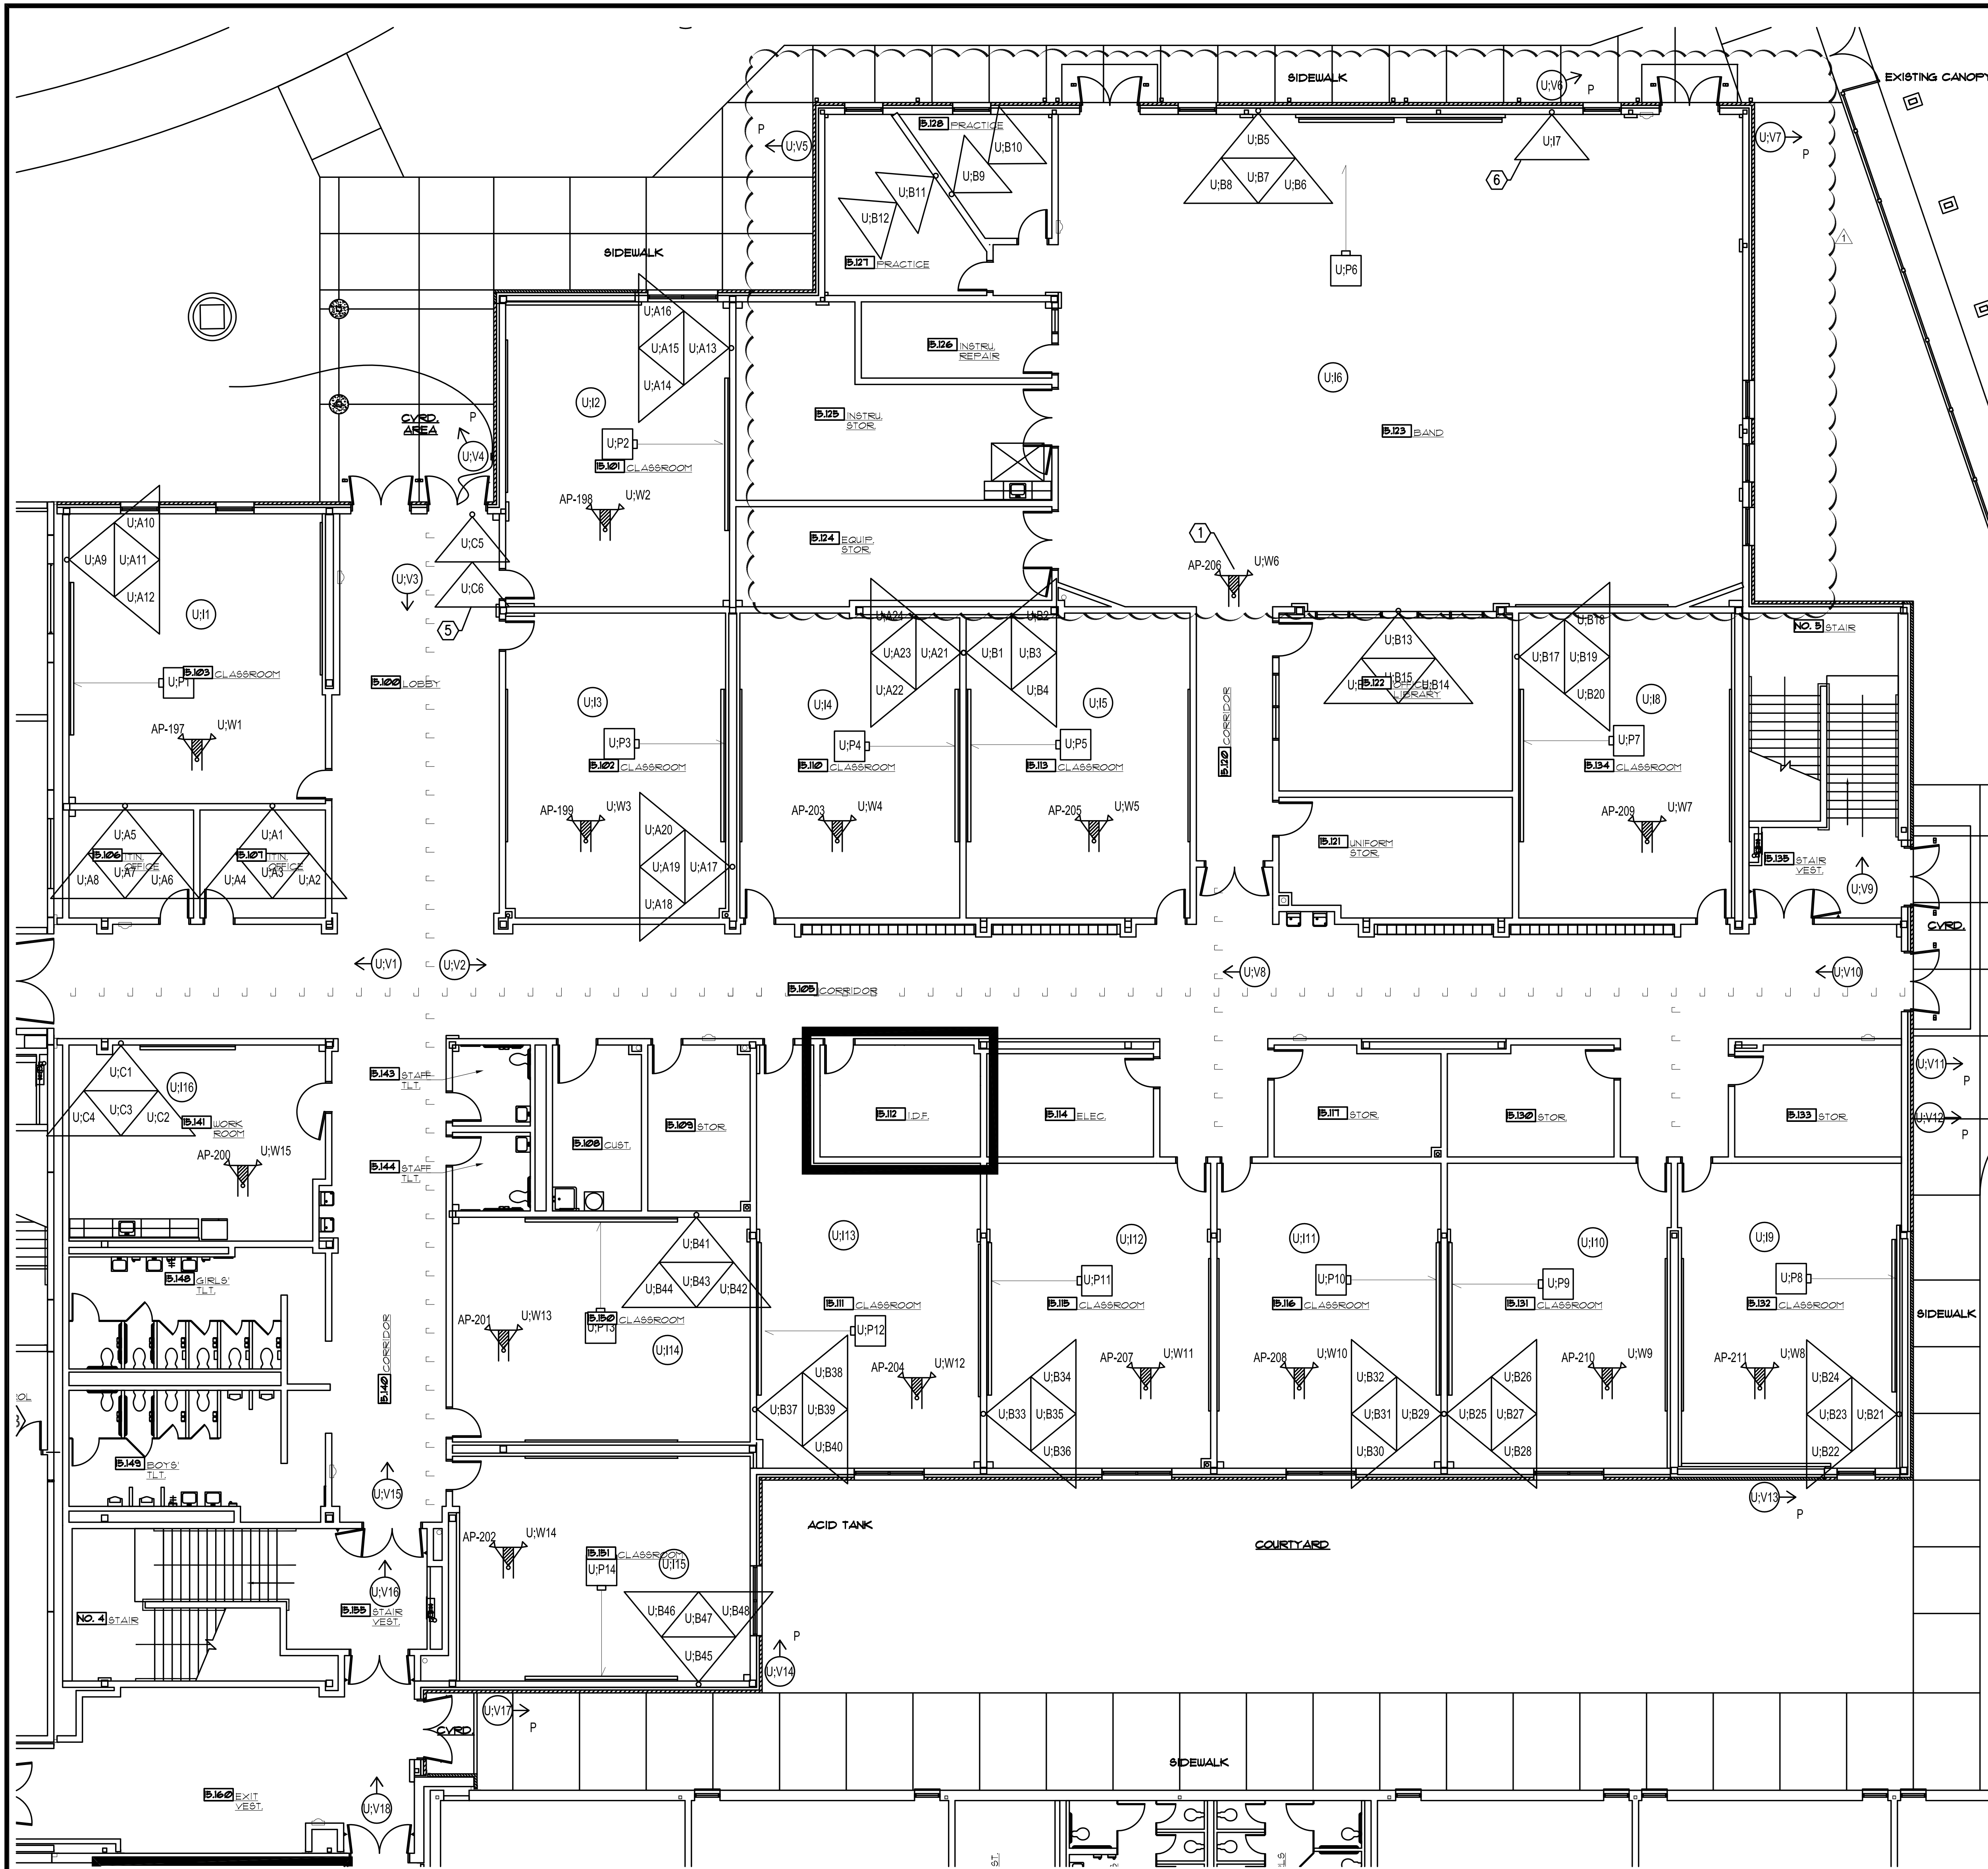 SIDEWALK
U;V6
P
EXISTING CANOPY
U;V5
P
B.128 PRACTICE
U;B10
U;B9
U;B11
U;B12
B.127 PRACTICE
U;B5
U;B8
U;B7
U;B6
U;I7
6
U;V7
P
1
SIDEWALK
U;P6
U;A16
U;A15
U;A13
U;A14
B.126 INSTRU.
REPAIR
U;I2
U;I6
CVRD.
AREA
P
U;V4
B.125 INSTRU.
STOR.
B.123 BAND
U;P2
B.101 CLASSROOM
AP-198
U;W2
U;A10
U;A9
U;A11
U;A12
U;C5
U;C6
5
U;V3
B.124 EQUIP.
STOR.
1
AP-206
U;W6
U;I1
U;A24
U;A23
U;A21
U;A22
U;B2
U;B1
U;B3
U;B4
U;B13
U;B15
U;B14
B.122 OFFICE/
LIBRARY
U;B18
U;B17
U;B19
U;B20
NO. 5 STAIR
B.103 CLASSROOM
U;P1
B.100 LOBBY
AP-197
U;W1
U;I3
U;P3
B.102 CLASSROOM
U;I4
U;P4
B.110 CLASSROOM
U;I5
U;P5
B.113 CLASSROOM
B.120 CORRIDOR
U;I8
U;P7
B.134 CLASSROOM
AP-199
U;W3
AP-203
U;W4
AP-205
U;W5
AP-209
U;W7
U;A5
B.106 ITIN.
OFFICE
U;A8
U;A7
U;A6
U;A1
B.107 ITIN.
OFFICE
U;A4
U;A3
U;A2
U;A20
U;A19
U;A17
U;A18
B.121 UNIFORM
STOR.
B.135 STAIR
VEST.
U;V9
CVRD.
U;V1
U;V2
B.105 CORRIDOR
U;V8
U;V10
U;C1
U;C4
U;C3
U;C2
U;I16
B.141 WORK
ROOM
AP-200
U;W15
B.143 STAFF
TLT.
B.144 STAFF
TLT.
B.108 CUST.
B.109 STOR.
B.112 I.D.F.
B.114 ELEC.
B.117 STOR.
B.130 STOR.
B.133 STOR.
U;V11
P
U;V12
P
B.148 GIRLS'
TLT.
B.140 CORRIDOR
U;B41
U;B44
U;B43
U;B42
AP-201
U;W13
B.150 CLASSROOM
U;P13
U;I14
U;I13
B.111 CLASSROOM
U;P12
U;I12
U;P11
B.115 CLASSROOM
U;I11
U;P10
B.116 CLASSROOM
U;I10
U;P9
B.131 CLASSROOM
U;I9
U;P8
B.132 CLASSROOM
SIDEWALK
U;B38
U;B37
U;B39
U;B40
AP-204
U;W12
U;B34
U;B33
U;B35
U;B36
AP-207
U;W11
AP-208
U;W10
U;B32
U;B31
U;B29
U;B30
U;B26
U;B25
U;B27
U;B28
AP-210
U;W9
AP-211
U;W8
U;B24
U;B23
U;B21
U;B22
B.149 BOYS'
TLT.
U;V15
U;V13
P
ACID TANK
COURTYARD
AP-202
U;W14
B.151 CLASSROOM
U;P14
U;I15
U;B46
U;B47
U;B48
U;B45
U;V16
B.155 STAIR
VEST.
NO. 4 STAIR
P
U;V14
U;V17
P
CVRD.
SIDEWALK
B.160 EXIT
VEST.
U;V18